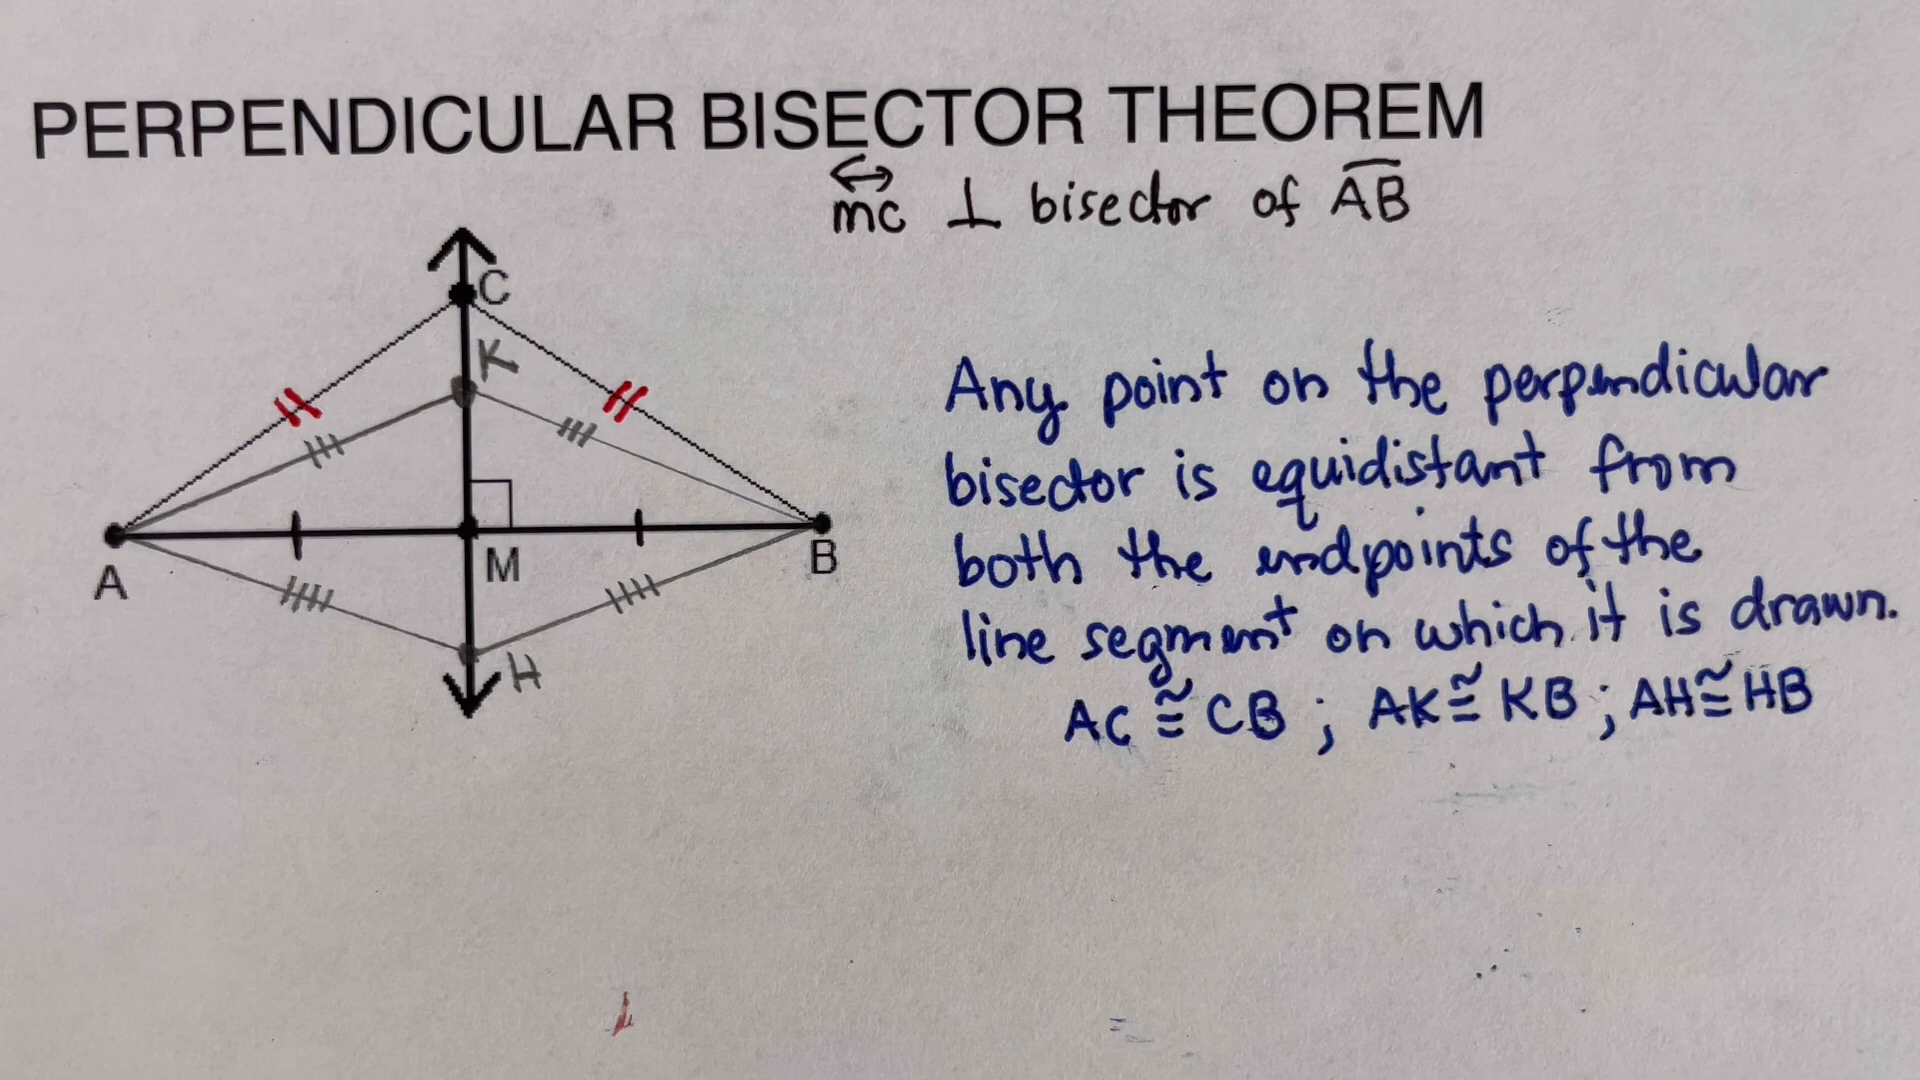 PERPENDICULAR BISECTOR THEOREM
mc ⊥ bisector of AB
C
K
M
A
B
H
Any point on the perpendicular
bisector is equidistant from
both the endpoints of the
line segment on which it is drawn.
AC ≅ CB ; AK ≅ KB ; AH ≅ HB